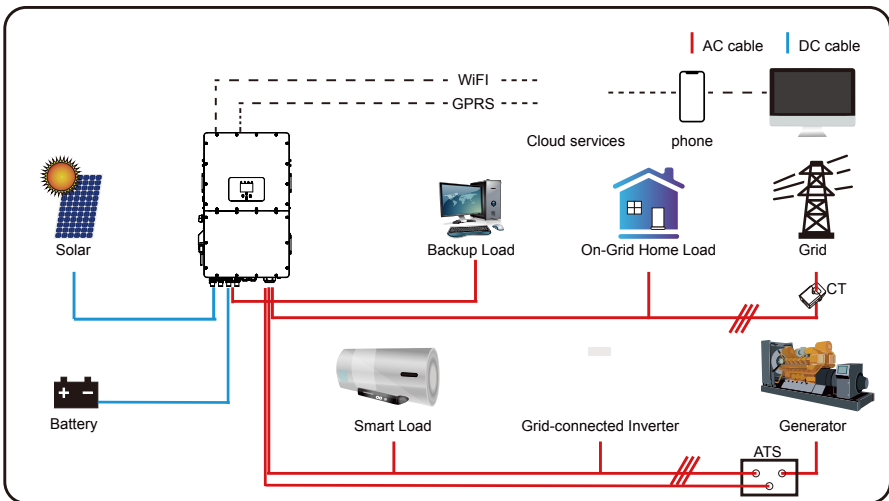 AC cable
DC cable
WiFI
GPRS
Cloud services
phone
Solar
Backup Load
On-Grid Home Load
Grid
CT
Battery
Smart Load
Grid-connected Inverter
Generator
ATS